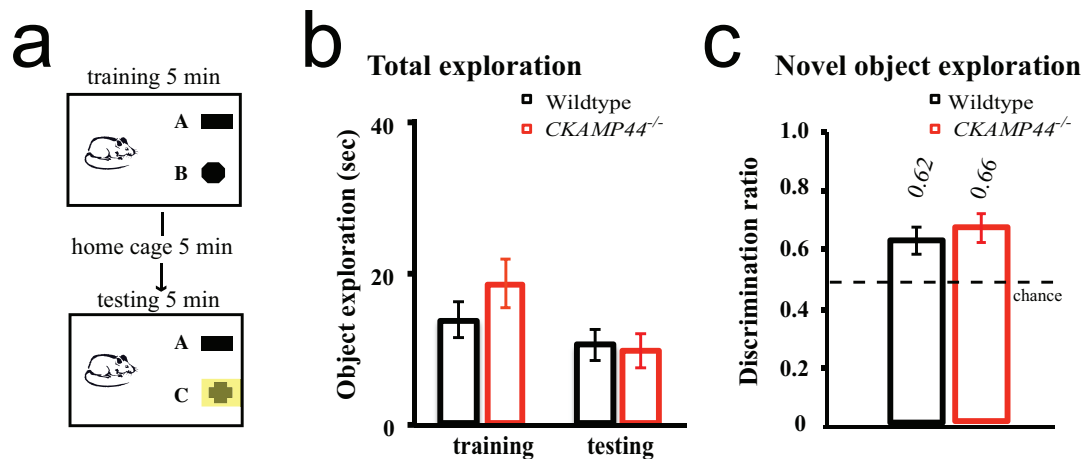 a
training 5 min
A
B
home cage 5 min
testing 5 min
A
C
b
Total exploration
Wildtype
CKAMP44-/-
Object exploration (sec)
40
20
0
training
testing
c
Novel object exploration
Wildtype
CKAMP44-/-
Discrimination ratio
1.0
0.8
0.6
0.4
0.2
0
0.62
0.66
chance